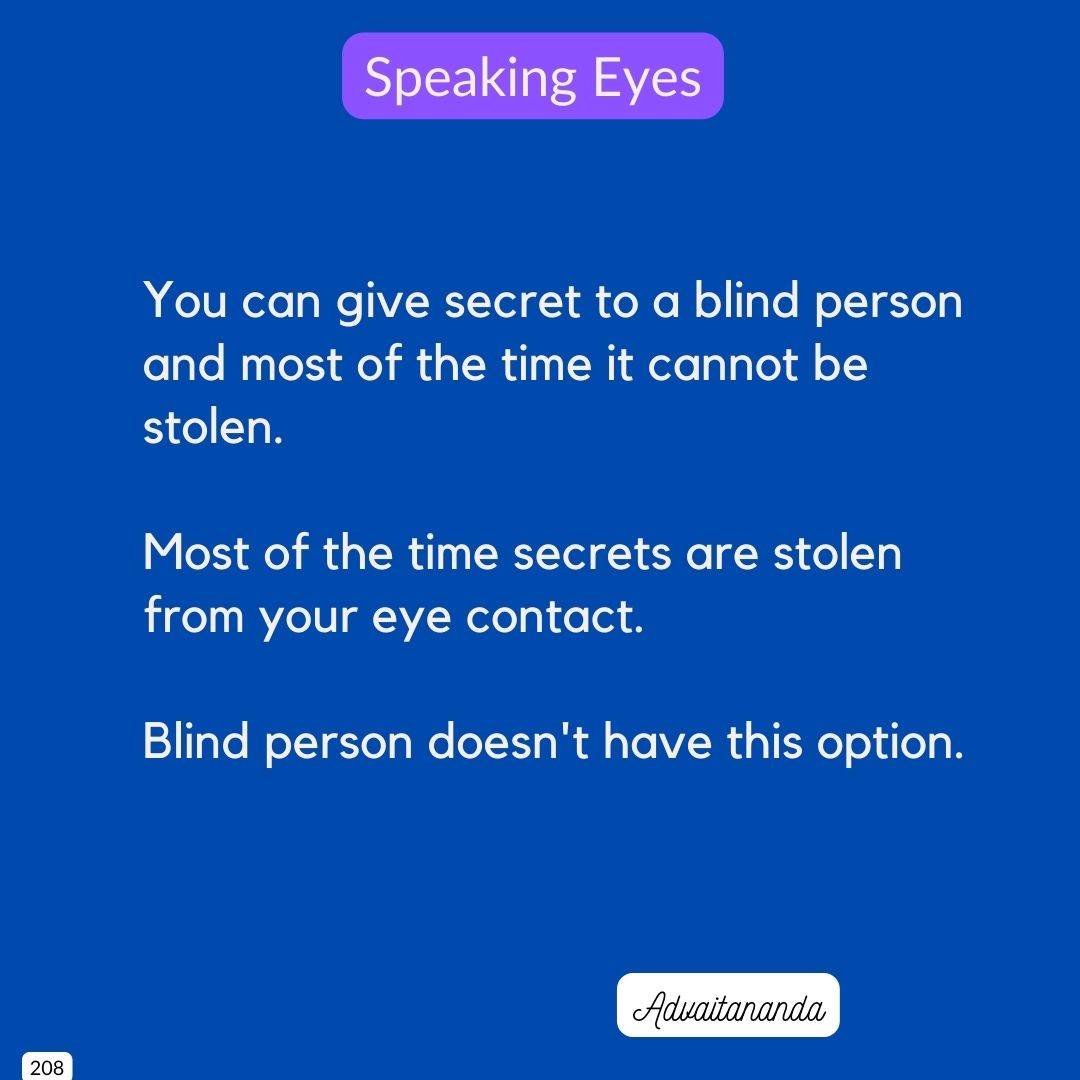 Speaking Eyes
You can give secret to a blind person
and most of the time it cannot be
stolen.
Most of the time secrets are stolen
from your eye contact.
Blind person doesn't have this option.
Advaitananda
208